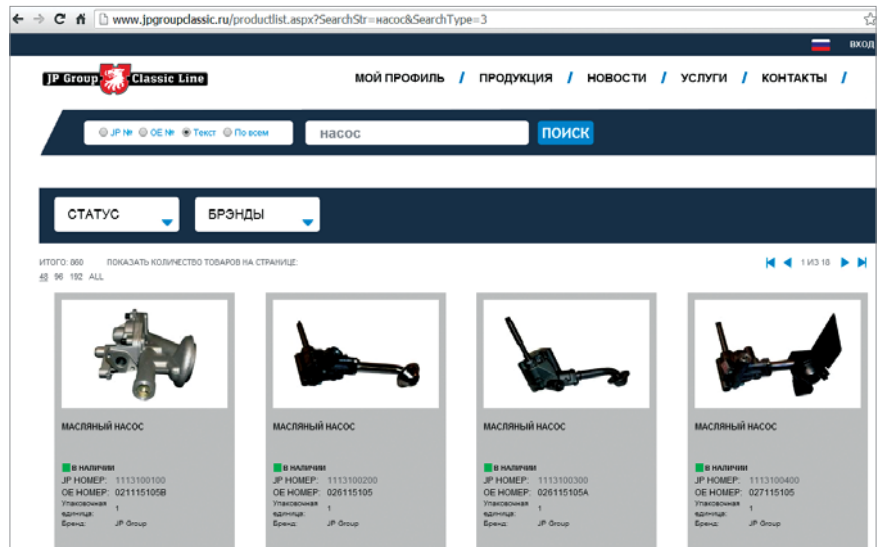 www.jpgroupclassic.ru/productlist.aspx?SearchStr=насос&SearchType=3
ВХОД
JP Group Classic Line
МОЙ ПРОФИЛЬ / ПРОДУКЦИЯ / НОВОСТИ / УСЛУГИ / КОНТАКТЫ /
JP № OE № Текст По всем насос ПОИСК
СТАТУС БРЭНДЫ
ИТОГО: 860 ПОКАЗАТЬ КОЛИЧЕСТВО ТОВАРОВ НА СТРАНИЦЕ: 1 ИЗ 18
48 96 192 ALL
МАСЛЯНЫЙ НАСОС МАСЛЯНЫЙ НАСОС МАСЛЯНЫЙ НАСОС МАСЛЯНЫЙ НАСОС
В НАЛИЧИИ В НАЛИЧИИ В НАЛИЧИИ В НАЛИЧИИ
JP НОМЕР: 1113100100 JP НОМЕР: 1113100200 JP НОМЕР: 1113100300 JP НОМЕР: 1113100400
OE НОМЕР: 021115105B OE НОМЕР: 026115105 OE НОМЕР: 026115105A OE НОМЕР: 027115105
Упаковочная Упаковочная Упаковочная Упаковочная
единица: 1 единица: 1 единица: 1 единица: 1
Бренд: JP Group Бренд: JP Group Бренд: JP Group Бренд: JP Group